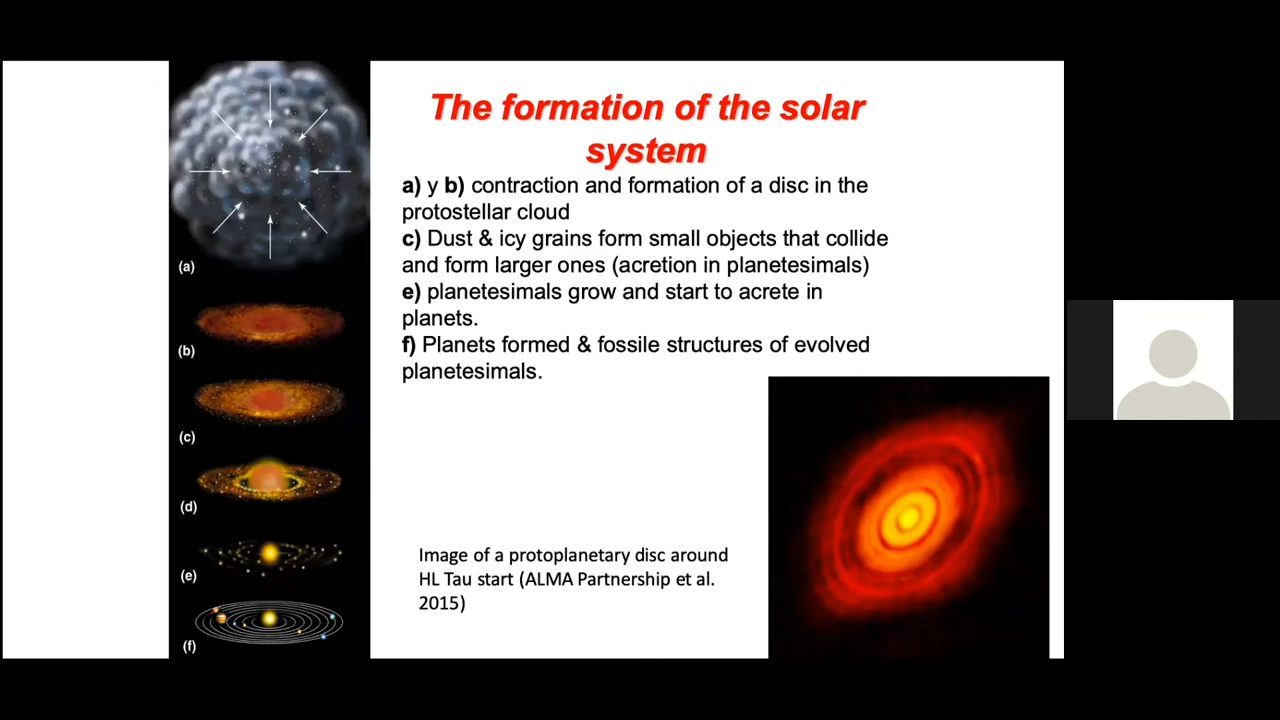 The formation of the solar
system
a) y b) contraction and formation of a disc in the
protostellar cloud
c) Dust & icy grains form small objects that collide
and form larger ones (acretion in planetesimals)
e) planetesimals grow and start to acrete in
planets.
f) Planets formed & fossile structures of evolved
planetesimals.
(a)
(b)
(c)
(d)
(e)
(f)
Image of a protoplanetary disc around
HL Tau start (ALMA Partnership et al.
2015)